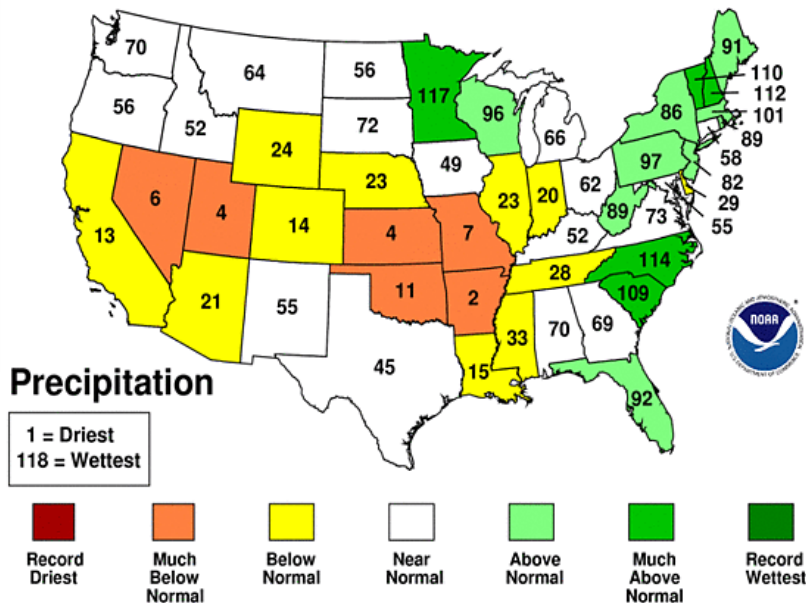 70
64
56
117
91
110
112
101
56
52
72
96
66
86
89
58
24
49
97
82
23
29
6
4
14
23
20
62
89
73
55
13
4
7
52
114
21
55
11
2
28
109
45
15
33
70
69
92
NOAA
Precipitation
1 = Driest
118 = Wettest
Record
Driest
Much
Below
Normal
Below
Normal
Near
Normal
Above
Normal
Much
Above
Normal
Record
Wettest